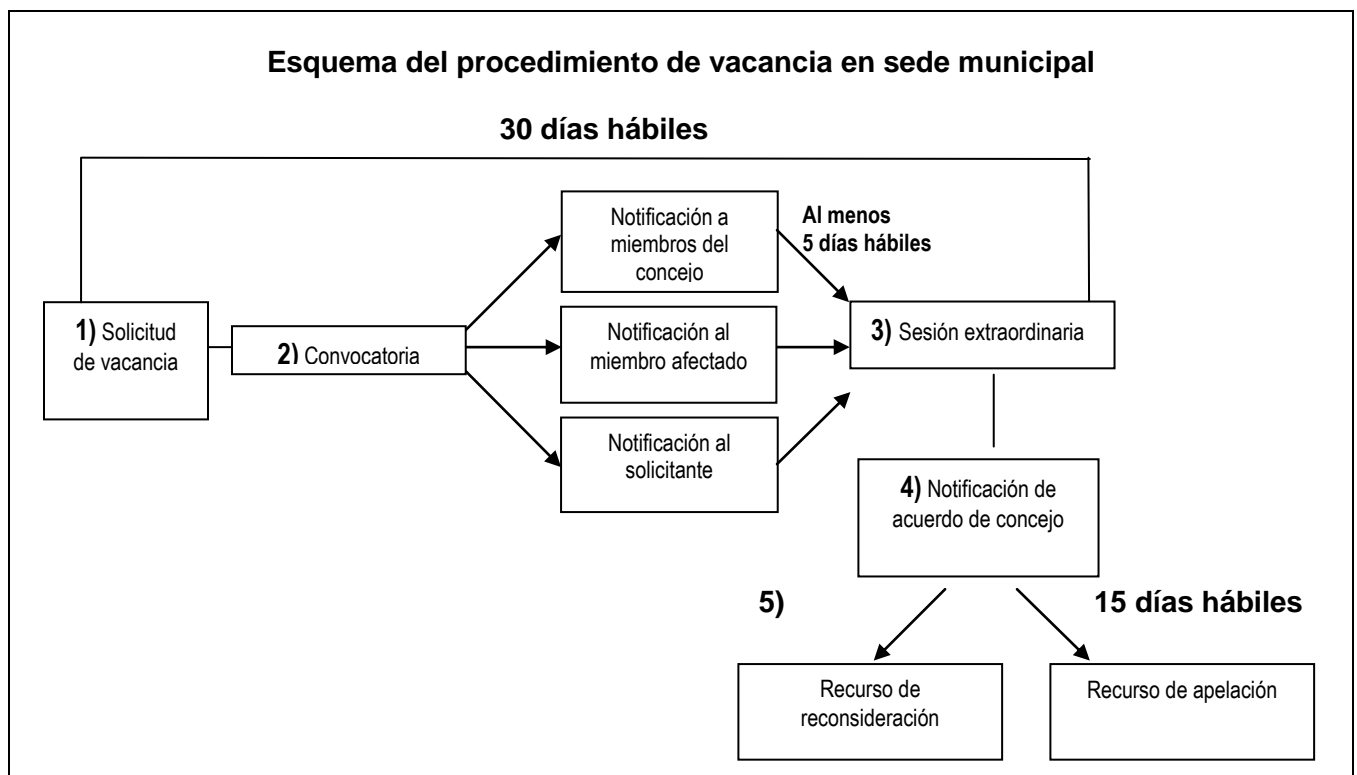 Esquema del procedimiento de vacancia en sede municipal
30 días hábiles
1) Solicitud
de vacancia
2) Convocatoria
Notificación a
miembros del
concejo
Notificación al
miembro afectado
Notificación al
solicitante
Al menos
5 días hábiles
3) Sesión extraordinaria
4) Notificación de
acuerdo de concejo
5)
15 días hábiles
Recurso de
reconsideración
Recurso de apelación